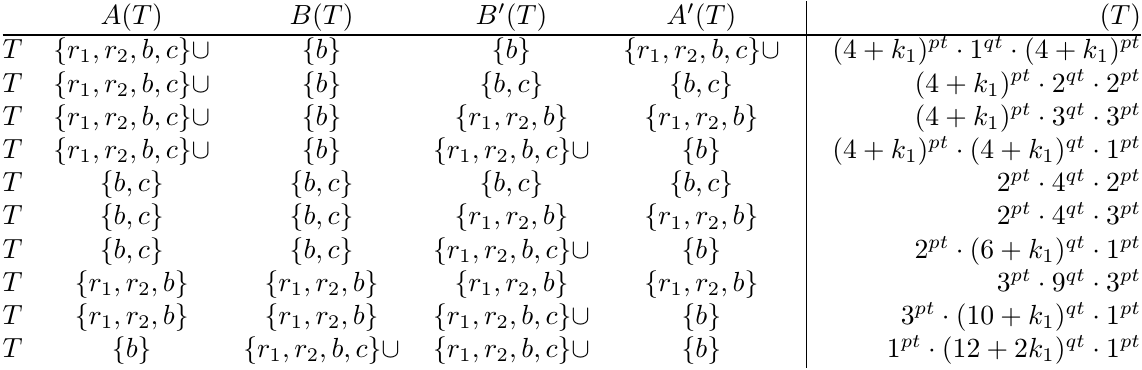 A(T) B(T) B′(T) A′(T) (T)
T {r₁, r₂, b, c}∪ {b} {b} {r₁, r₂, b, c}∪ (4 + k₁)^{pt} · 1^{qt} · (4 + k₁)^{pt}
T {r₁, r₂, b, c}∪ {b} {b, c} {b, c} (4 + k₁)^{pt} · 2^{qt} · 2^{pt}
T {r₁, r₂, b, c}∪ {b} {r₁, r₂, b} {r₁, r₂, b} (4 + k₁)^{pt} · 3^{qt} · 3^{pt}
T {r₁, r₂, b, c}∪ {b} {r₁, r₂, b, c}∪ {b} (4 + k₁)^{pt} · (4 + k₁)^{qt} · 1^{pt}
T {b, c} {b, c} {b, c} {b, c} 2^{pt} · 4^{qt} · 2^{pt}
T {b, c} {b, c} {r₁, r₂, b} {r₁, r₂, b} 2^{pt} · 4^{qt} · 3^{pt}
T {b, c} {b, c} {r₁, r₂, b, c}∪ {b} 2^{pt} · (6 + k₁)^{qt} · 1^{pt}
T {r₁, r₂, b} {r₁, r₂, b} {r₁, r₂, b} {r₁, r₂, b} 3^{pt} · 9^{qt} · 3^{pt}
T {r₁, r₂, b} {r₁, r₂, b} {r₁, r₂, b, c}∪ {b} 3^{pt} · (10 + k₁)^{qt} · 1^{pt}
T {b} {r₁, r₂, b, c}∪ {r₁, r₂, b, c}∪ {b} 1^{pt} · (12 + 2k₁)^{qt} · 1^{pt}